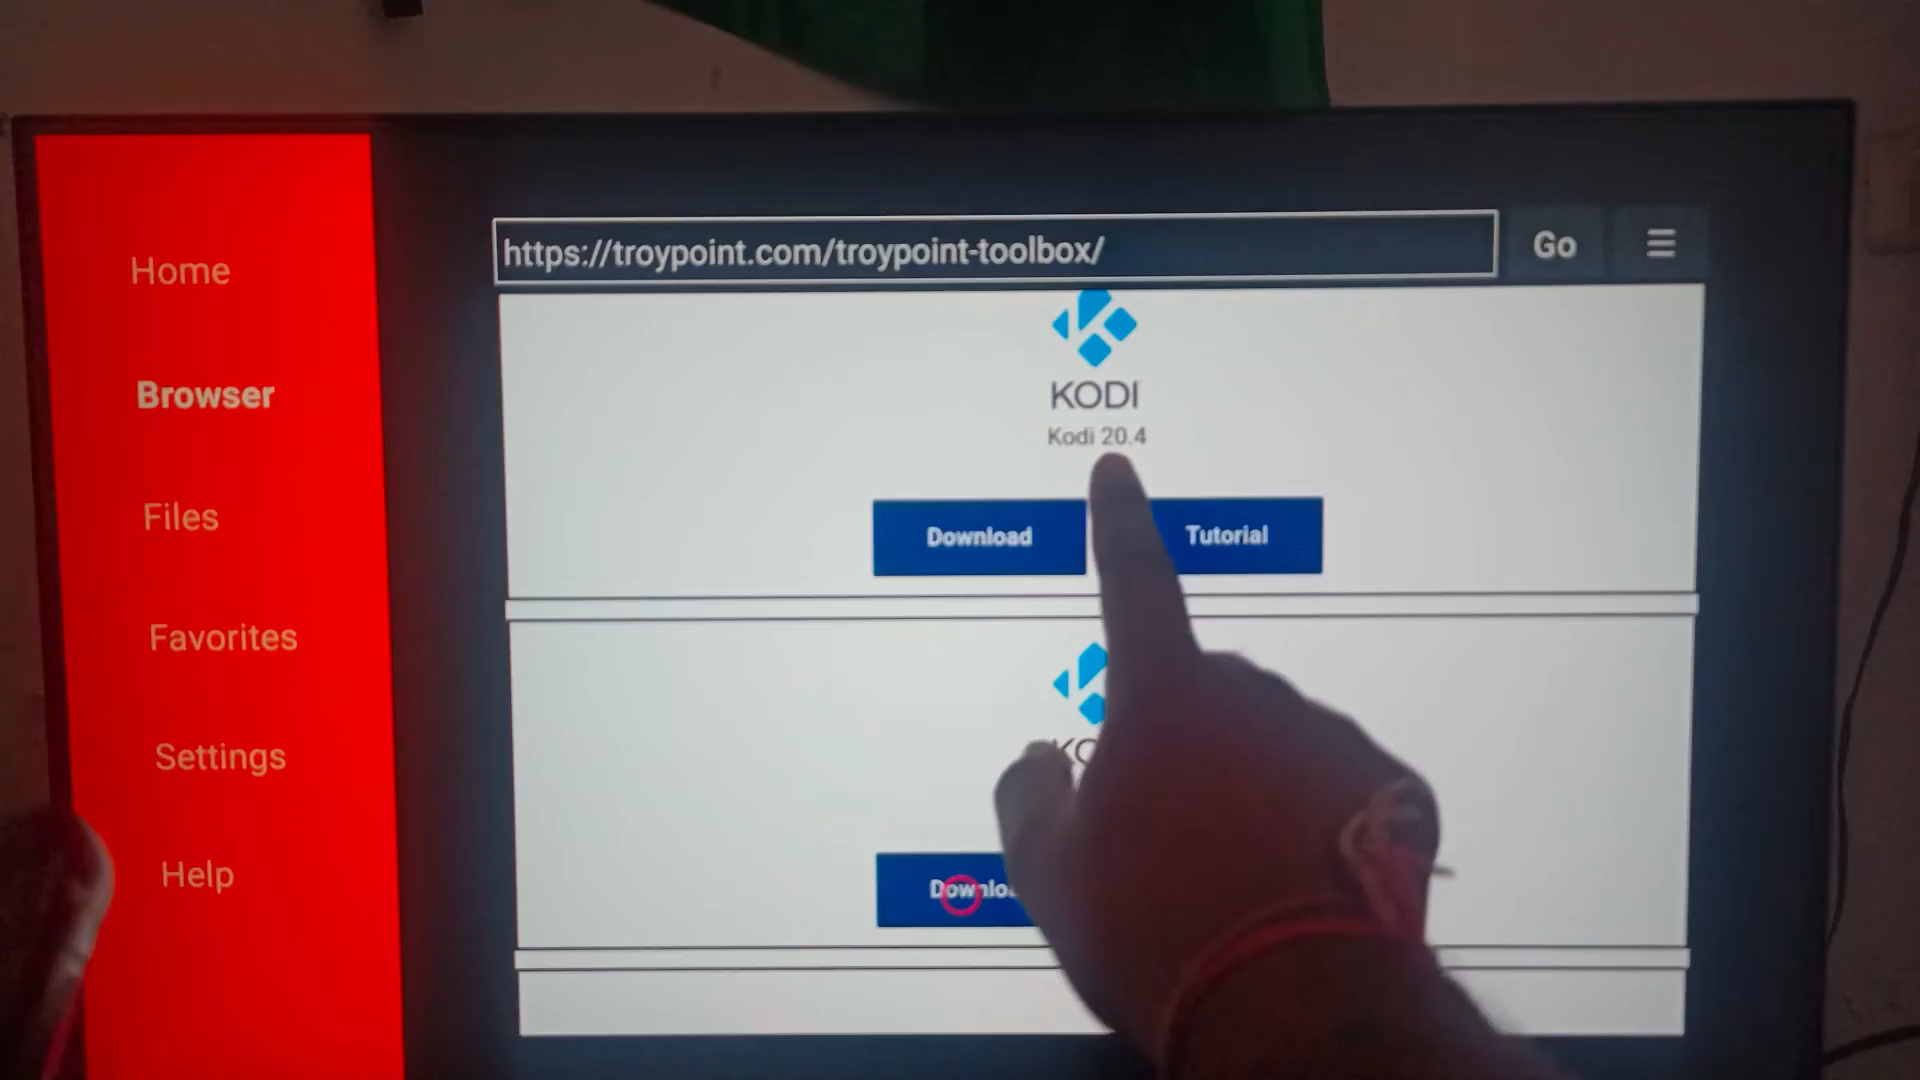 Home
Browser
Files
Favorites
Settings
Help
https://troypoint.com/troypoint-toolbox/
Go
KODI
Kodi 20.4
Download
Tutorial